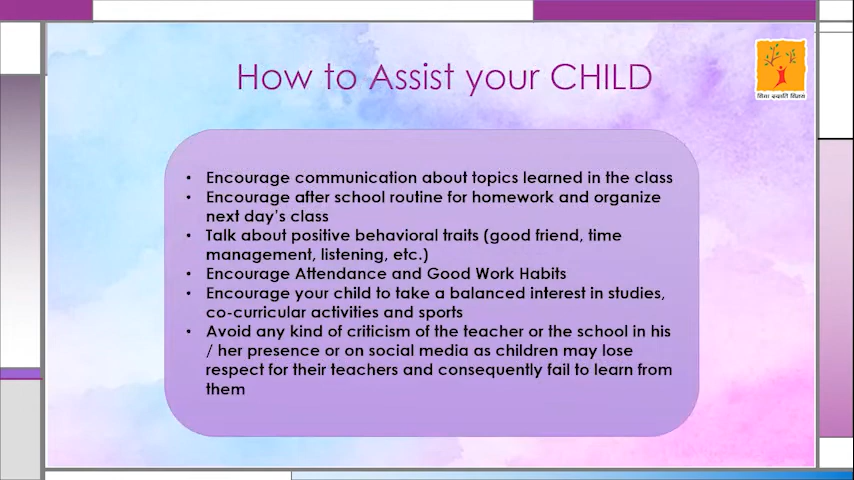 How to Assist your CHILD
• Encourage communication about topics learned in the class
• Encourage after school routine for homework and organize
next day's class
• Talk about positive behavioral traits (good friend, time
management, listening, etc.)
• Encourage Attendance and Good Work Habits
• Encourage your child to take a balanced interest in studies,
co-curricular activities and sports
• Avoid any kind of criticism of the teacher or the school in his
/ her presence or on social media as children may lose
respect for their teachers and consequently fail to learn from
them